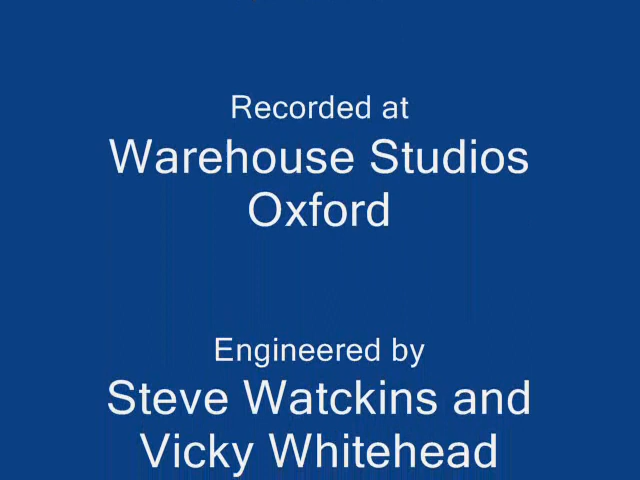 Recorded at
Warehouse Studios
Oxford
Engineered by
Steve Watckins and
Vicky Whitehead